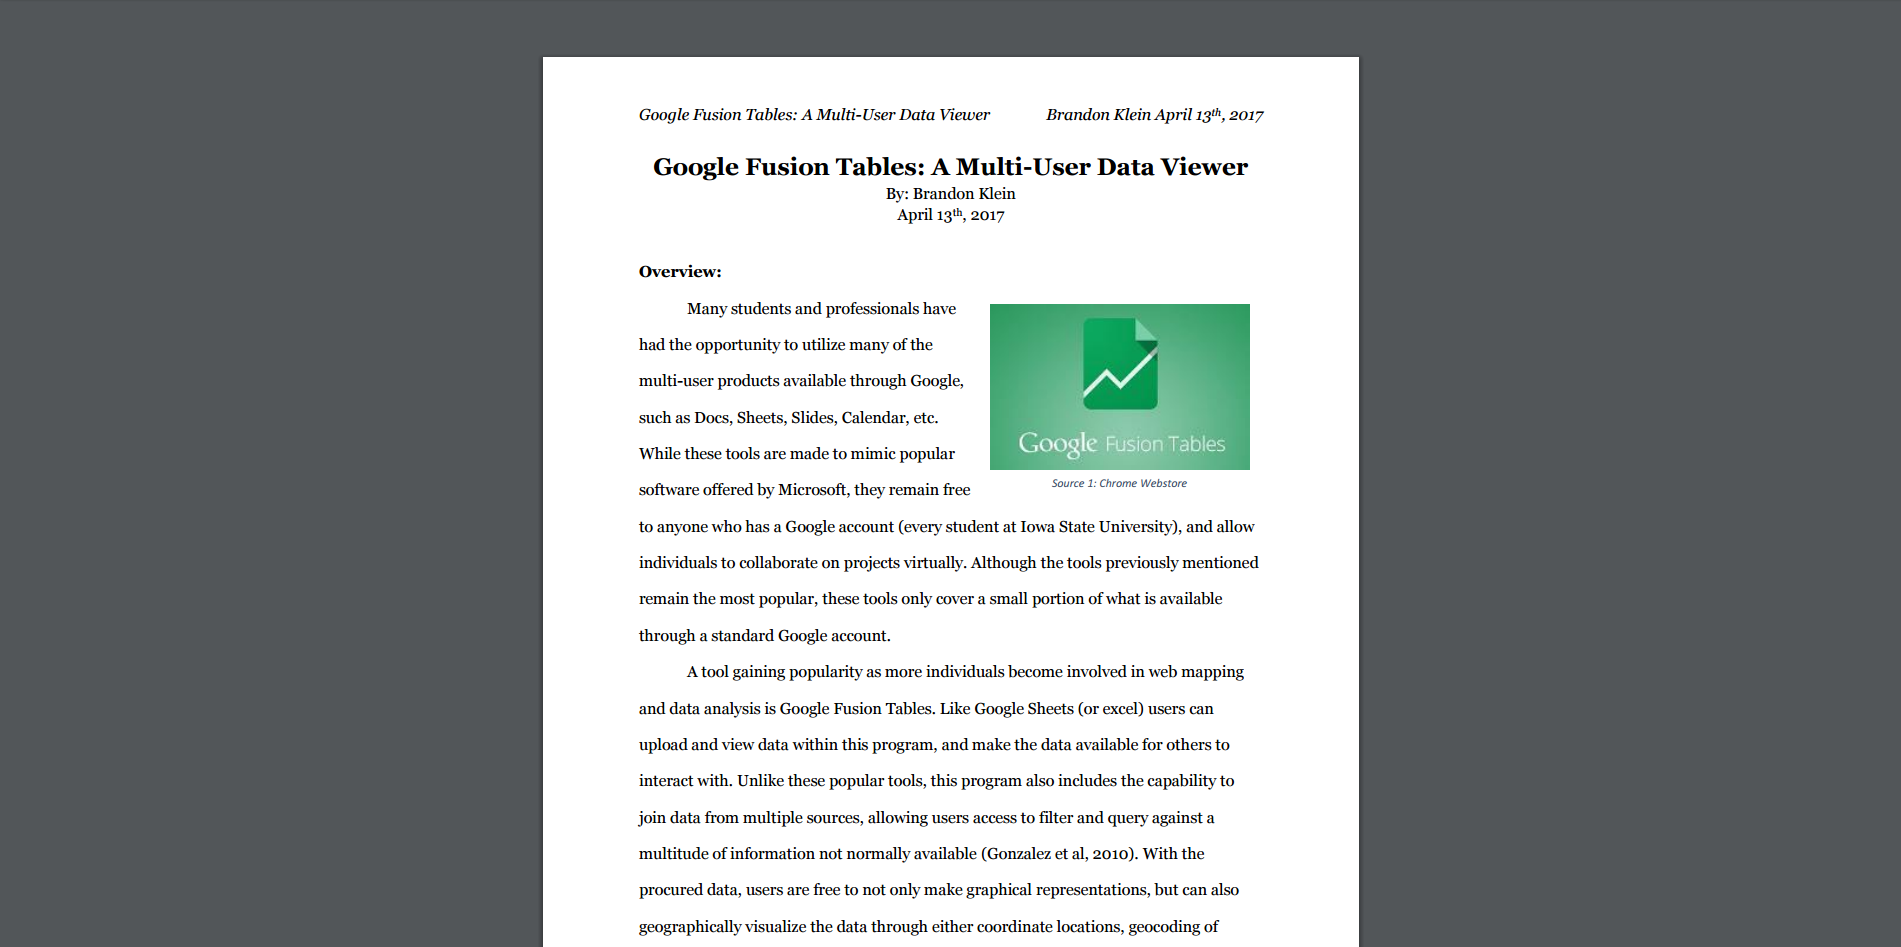 Google Fusion Tables: A Multi-User Data Viewer Brandon Klein April 13th, 2017
Google Fusion Tables: A Multi-User Data Viewer
By: Brandon Klein
April 13th, 2017
Overview:
Many students and professionals have
had the opportunity to utilize many of the
multi-user products available through Google,
such as Docs, Sheets, Slides, Calendar, etc.
While these tools are made to mimic popular
software offered by Microsoft, they remain free
Google Fusion Tables
Source 1: Chrome Webstore
to anyone who has a Google account (every student at Iowa State University), and allow
individuals to collaborate on projects virtually. Although the tools previously mentioned
remain the most popular, these tools only cover a small portion of what is available
through a standard Google account.
A tool gaining popularity as more individuals become involved in web mapping
and data analysis is Google Fusion Tables. Like Google Sheets (or excel) users can
upload and view data within this program, and make the data available for others to
interact with. Unlike these popular tools, this program also includes the capability to
join data from multiple sources, allowing users access to filter and query against a
multitude of information not normally available (Gonzalez et al, 2010). With the
procured data, users are free to not only make graphical representations, but can also
geographically visualize the data through either coordinate locations, geocoding of